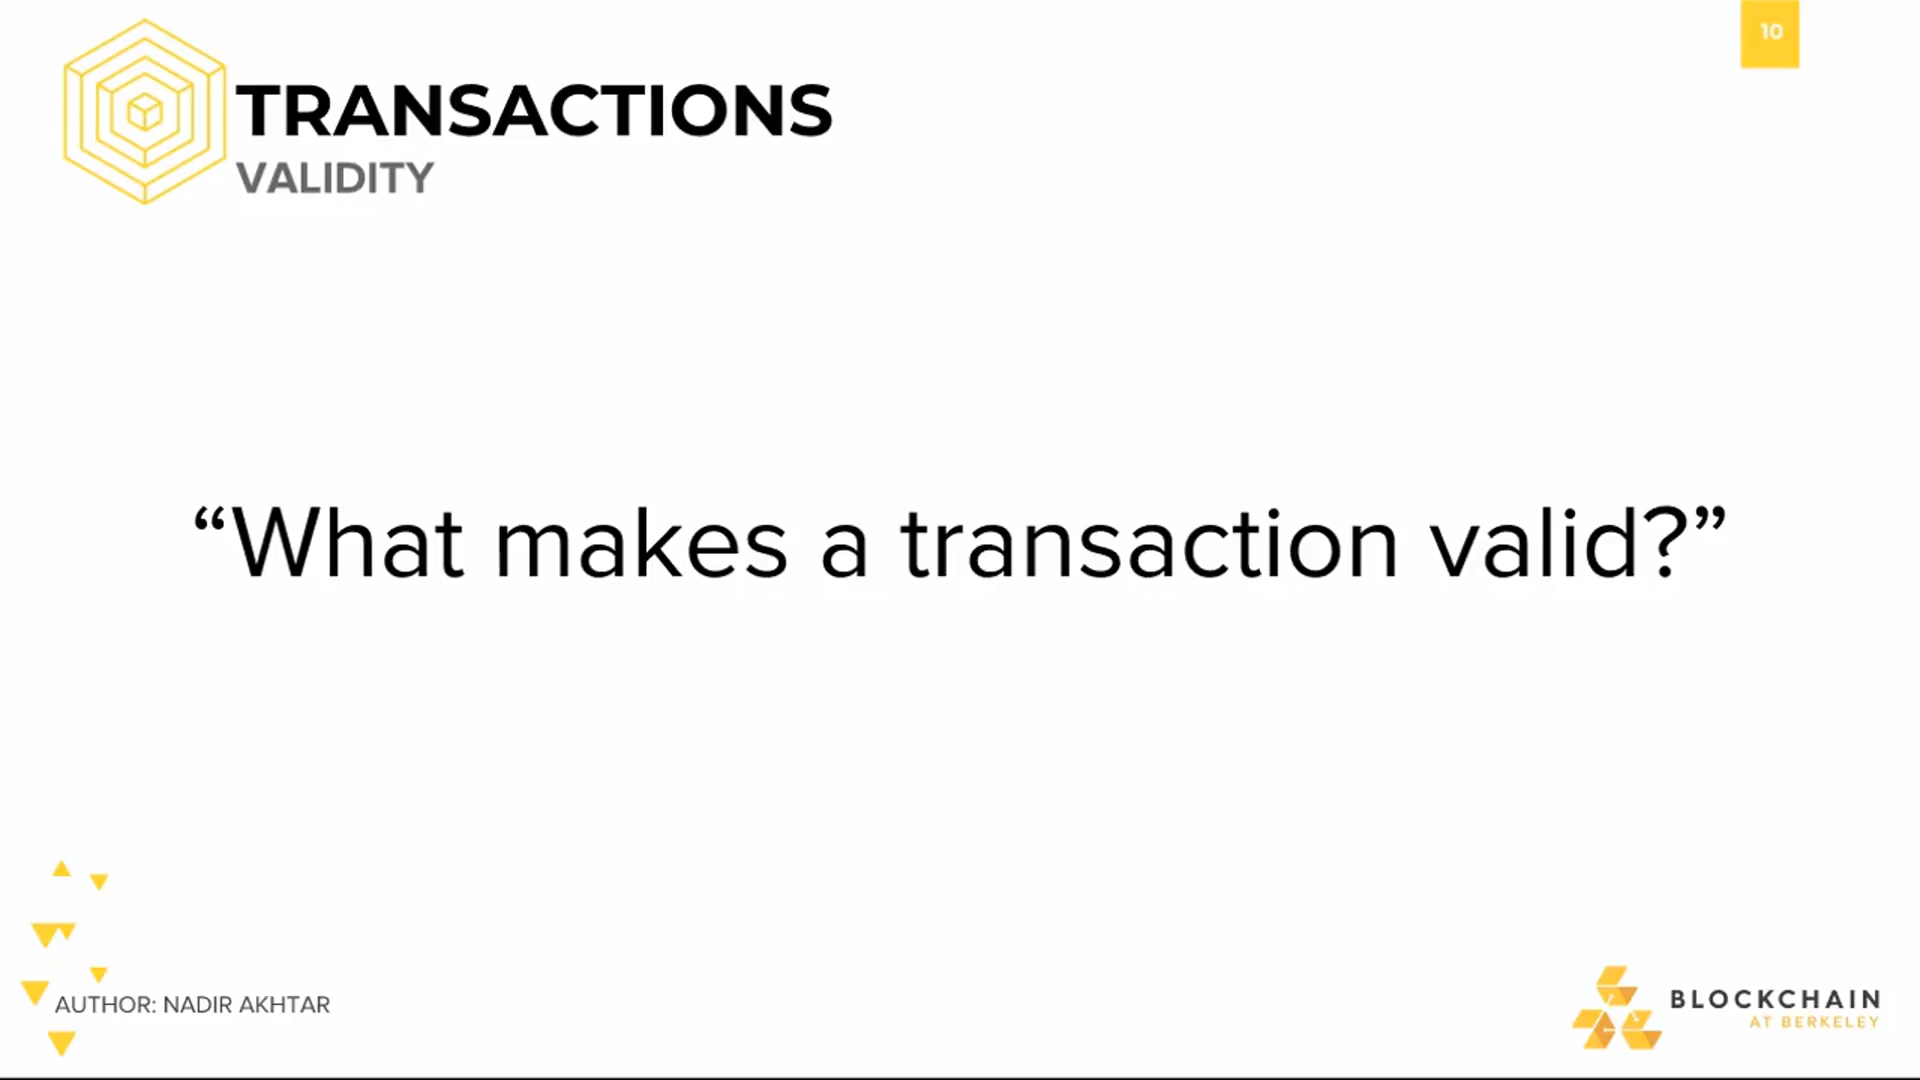 10
TRANSACTIONS
VALIDITY
“What makes a transaction valid?”
AUTHOR: NADIR AKHTAR
BLOCKCHAIN
AT BERKELEY